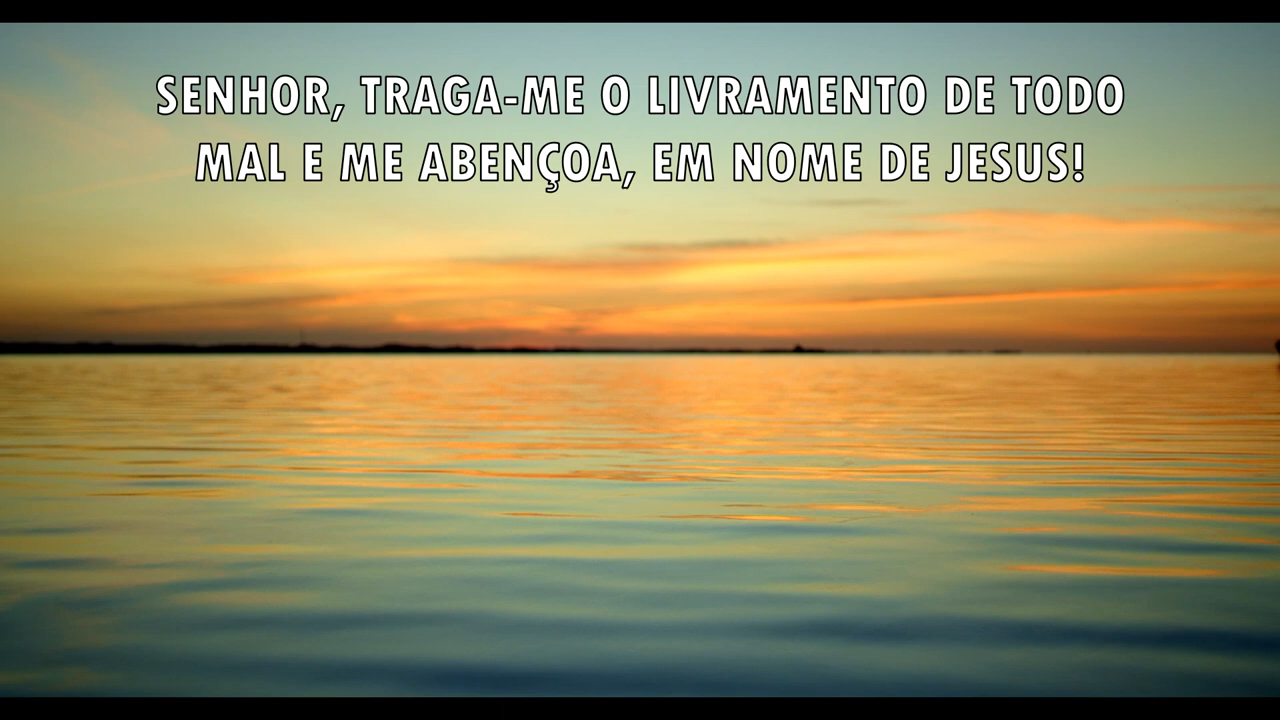 SENHOR, TRAGA-ME O LIVRAMENTO DE TODO
MAL E ME ABENÇOA, EM NOME DE JESUS!